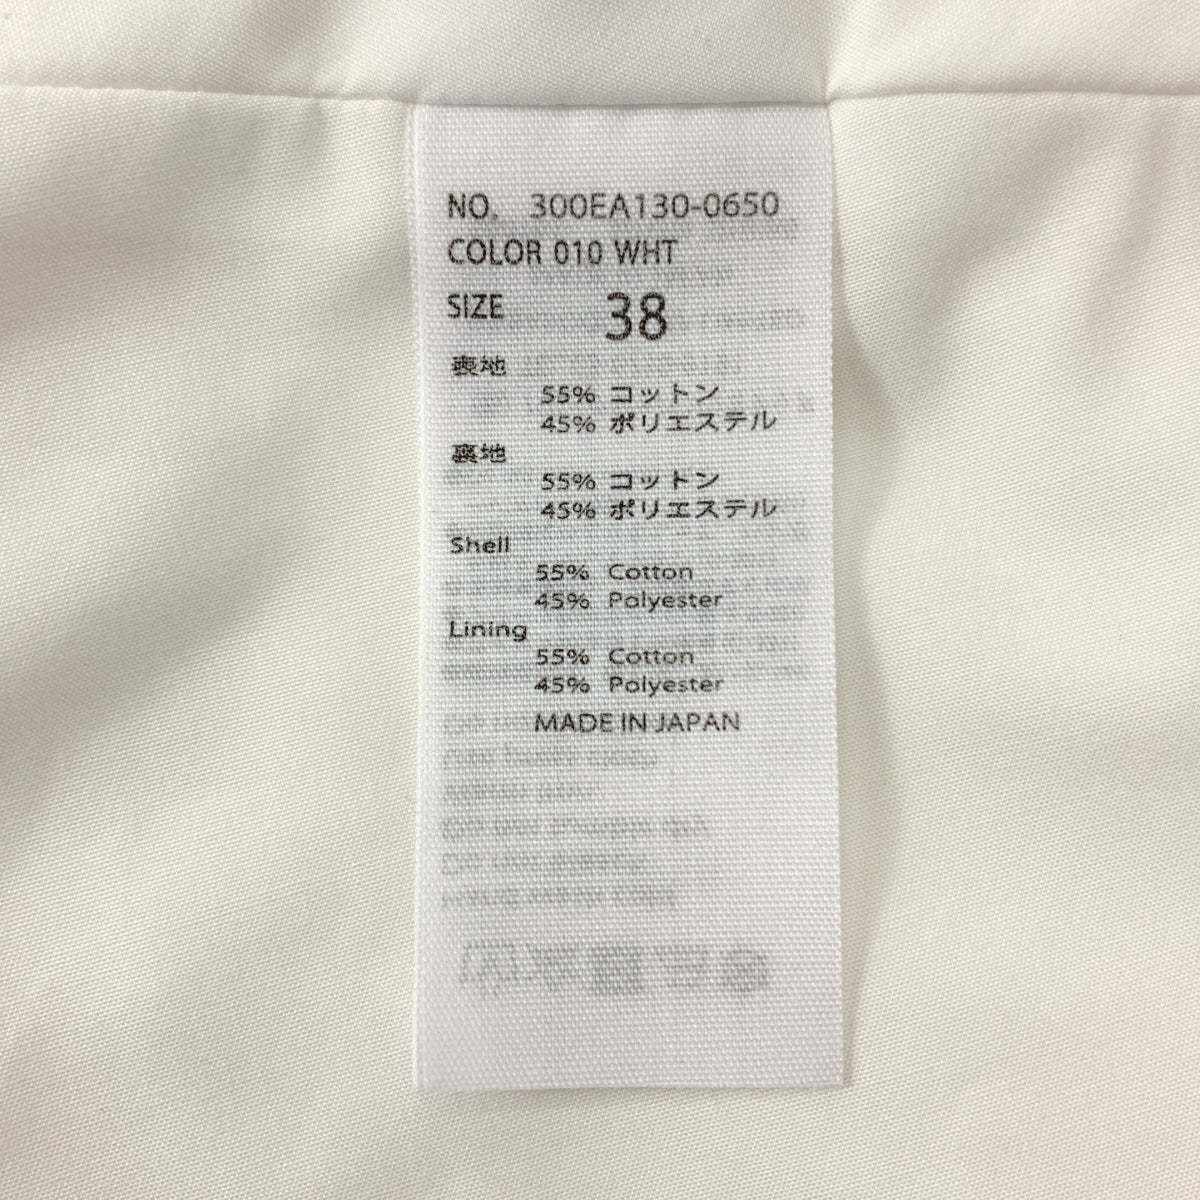 NO. 300EA130-0650
COLOR 010 WHT
SIZE 38
表地
55% コットン
45% ポリエステル
裏地
55% コットン
45% ポリエステル
Shell
55% Cotton
45% Polyester
Lining
55% Cotton
45% Polyester
MADE IN JAPAN